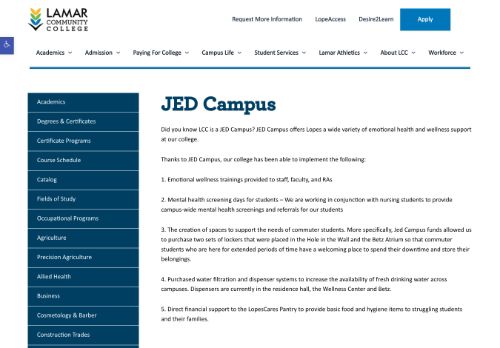 LAMAR
COMMUNITY
COLLEGE
Request More Information LopeAccess Desire2Learn Apply
Academics Admission Paying For College Campus Life Student Services Lamar Athletics About LCC Workforce
Academics
Degrees & Certificates
Certificate Programs
Course Schedule
Catalog
Fields of Study
Occupational Programs
Agriculture
Precision Agriculture
Allied Health
Business
Cosmetology & Barber
Construction Trades
JED Campus
Did you know LCC is a JED Campus? JED Campus offers Lopes a wide variety of emotional health and wellness support
at our college.
Thanks to JED Campus, our college has been able to implement the following:
1. Emotional wellness trainings provided to staff, faculty, and RAs
2. Mental health screening days for students – We are working in conjunction with nursing students to provide
campus-wide mental health screenings and referrals for our students
3. The creation of spaces to support the needs of commuter students. More specifically, Jed Campus funds allowed us
to purchase two sets of lockers that were placed in the Hole in the Wall and the Betz Atrium so that commuter
students who are here for extended periods of time have a welcoming place to spend their downtime and store their
belongings.
4. Purchased water filtration and dispenser systems to increase the availability of fresh drinking water across
campuses. Dispensers are currently in the residence hall, the Wellness Center and Betz.
5. Direct financial support to the LopesCares Pantry to provide basic food and hygiene items to struggling students
and their families.